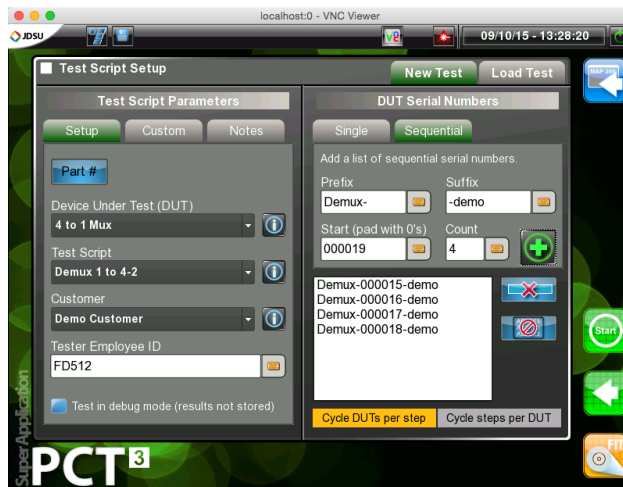 localhost:0 - VNC Viewer
JDSU
09/10/15 - 13:28:20
Test Script Setup
New Test
Load Test
MAP-200
Test Script Parameters
Setup
Custom
Notes
Part #
Device Under Test (DUT)
4 to 1 Mux
Test Script
Demux 1 to 4-2
Customer
Demo Customer
Tester Employee ID
FD512
Test in debug mode (results not stored)
DUT Serial Numbers
Single
Sequential
Add a list of sequential serial numbers.
Prefix
Suffix
Demux-
-demo
Start (pad with 0's)
Count
000019
4
Demux-000015-demo
Demux-000016-demo
Demux-000017-demo
Demux-000018-demo
Cycle DUTs per step
Cycle steps per DUT
Start
FIT
SuperApplication
PCT3